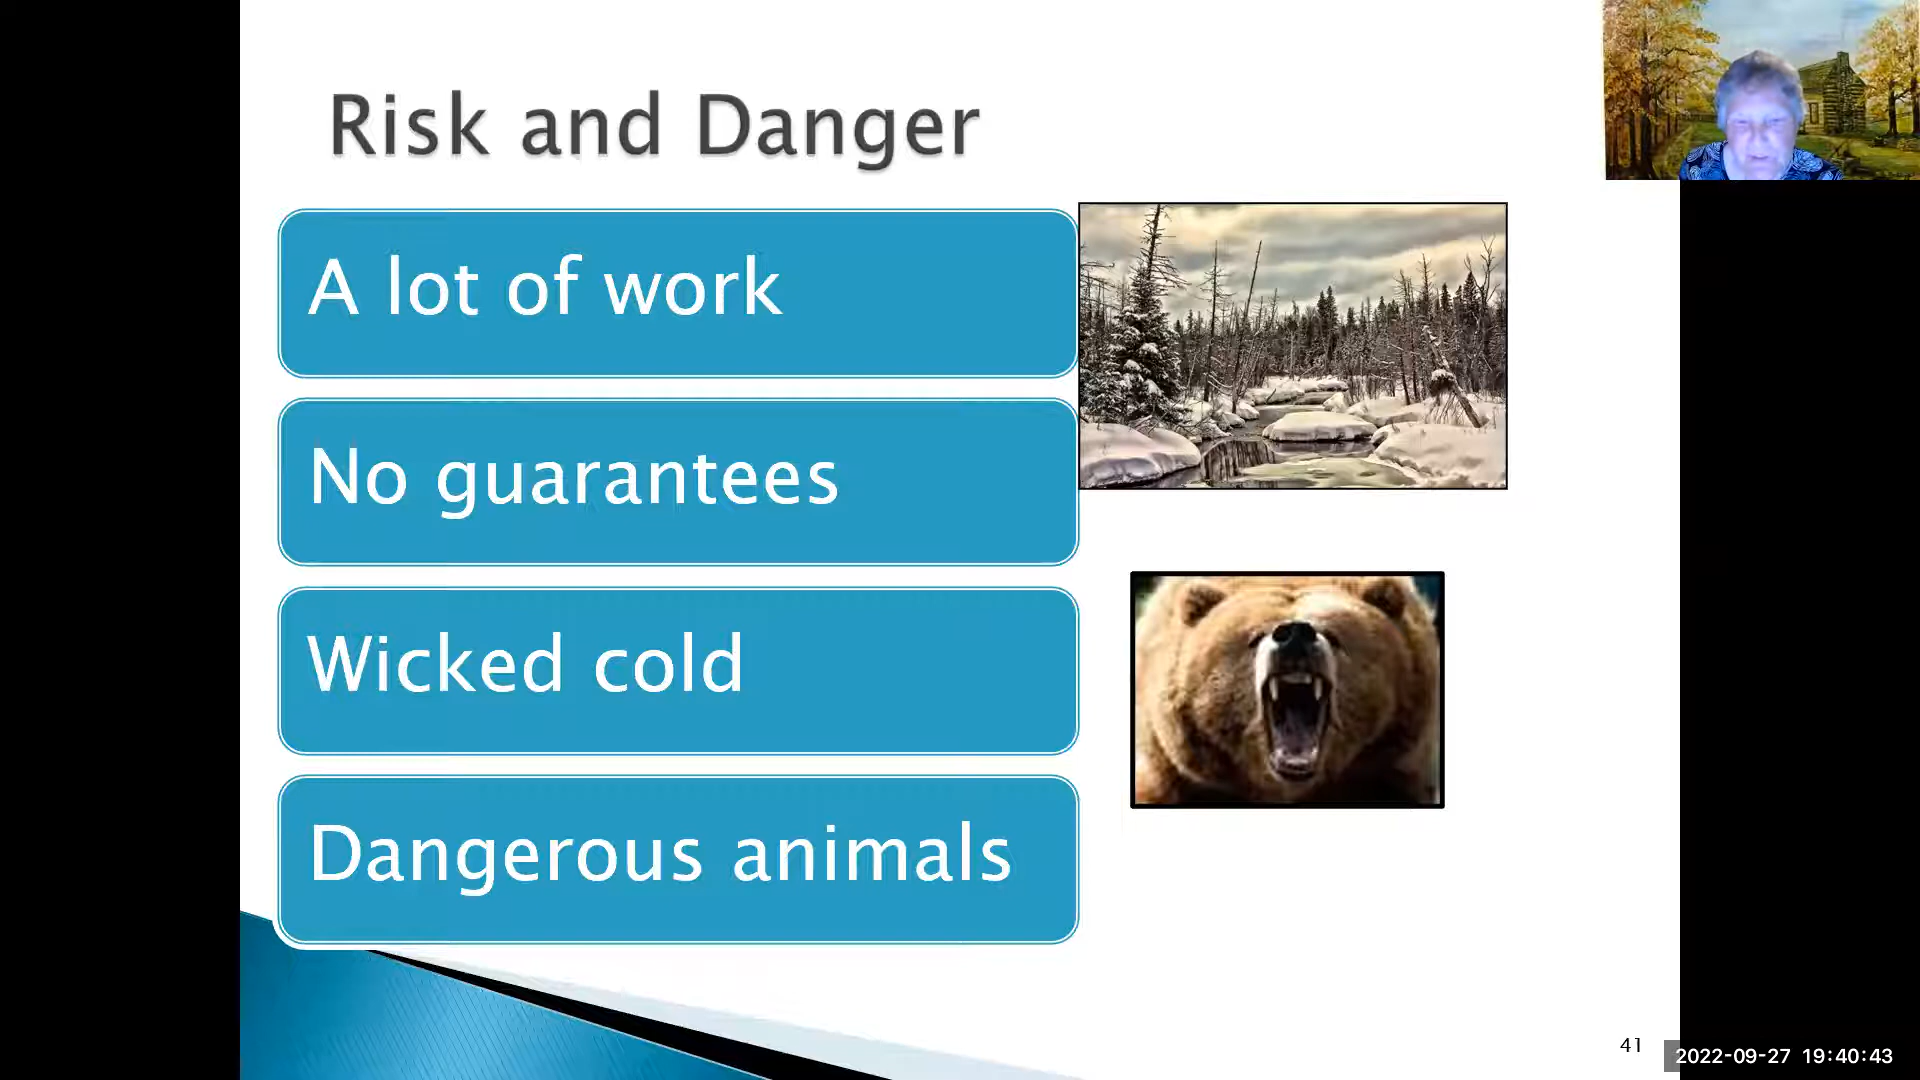 Risk and Danger
A lot of work
No guarantees
Wicked cold
Dangerous animals
41
2022-09-27 19:40:43